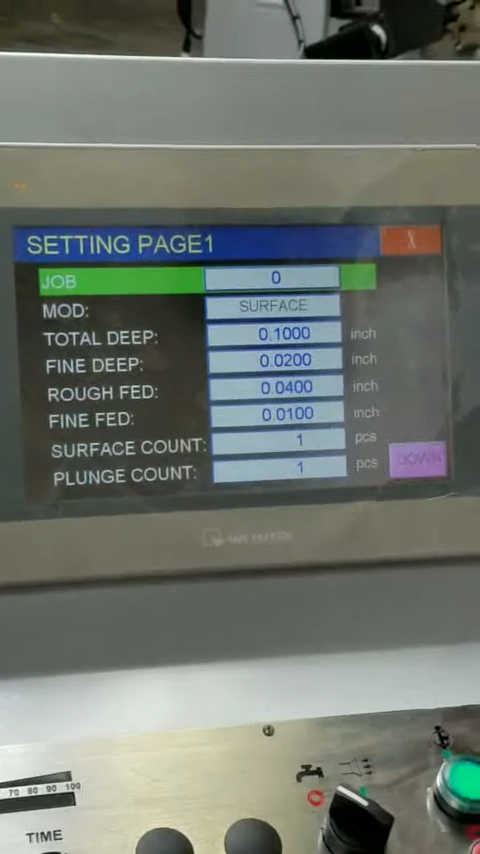 SETTING PAGE1 X
JOB 0
MOD: SURFACE
TOTAL DEEP: 0.1000 inch
FINE DEEP: 0.0200 inch
ROUGH FED: 0.0400 inch
FINE FED: 0.0100 inch
SURFACE COUNT: 1 pcs
PLUNGE COUNT: 1 pcs
DOWN
70 80 90 100
TIME